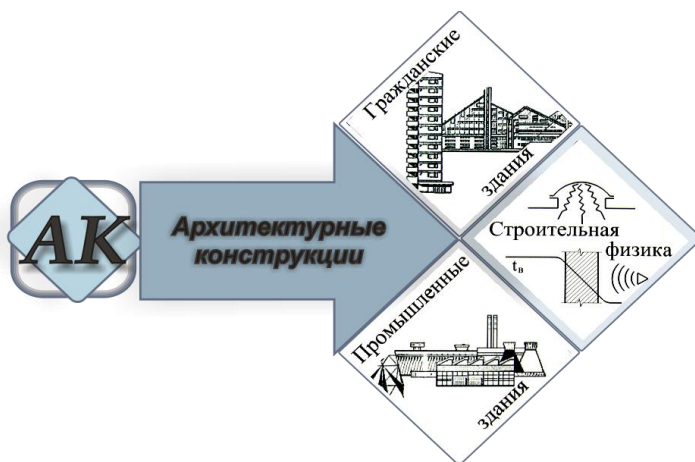 Гражданские
здания
АК
Архитектурные
конструкции
Строительная
физика
tв
Промышленные
здания